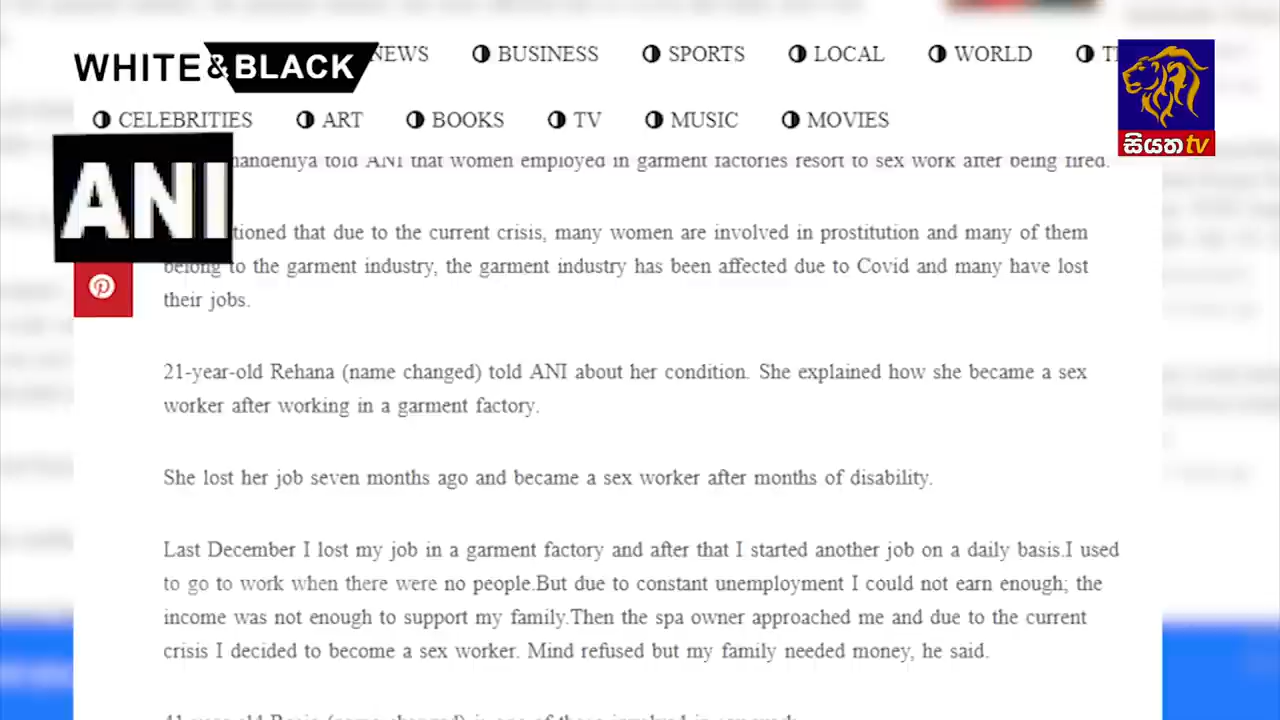 WHITE & BLACK
NEWS BUSINESS SPORTS LOCAL WORLD
CELEBRITIES ART BOOKS TV MUSIC MOVIES
සියත tv
ANI
told ANI that women employed in garment factories resort to sex work after being fired.
that due to the current crisis, many women are involved in prostitution and many of them
belong to the garment industry, the garment industry has been affected due to Covid and many have lost
their jobs.
21-year-old Rehana (name changed) told ANI about her condition. She explained how she became a sex
worker after working in a garment factory.
She lost her job seven months ago and became a sex worker after months of disability.
Last December I lost my job in a garment factory and after that I started another job on a daily basis.I used
to go to work when there were no people.But due to constant unemployment I could not earn enough; the
income was not enough to support my family.Then the spa owner approached me and due to the current
crisis I decided to become a sex worker. Mind refused but my family needed money, he said.